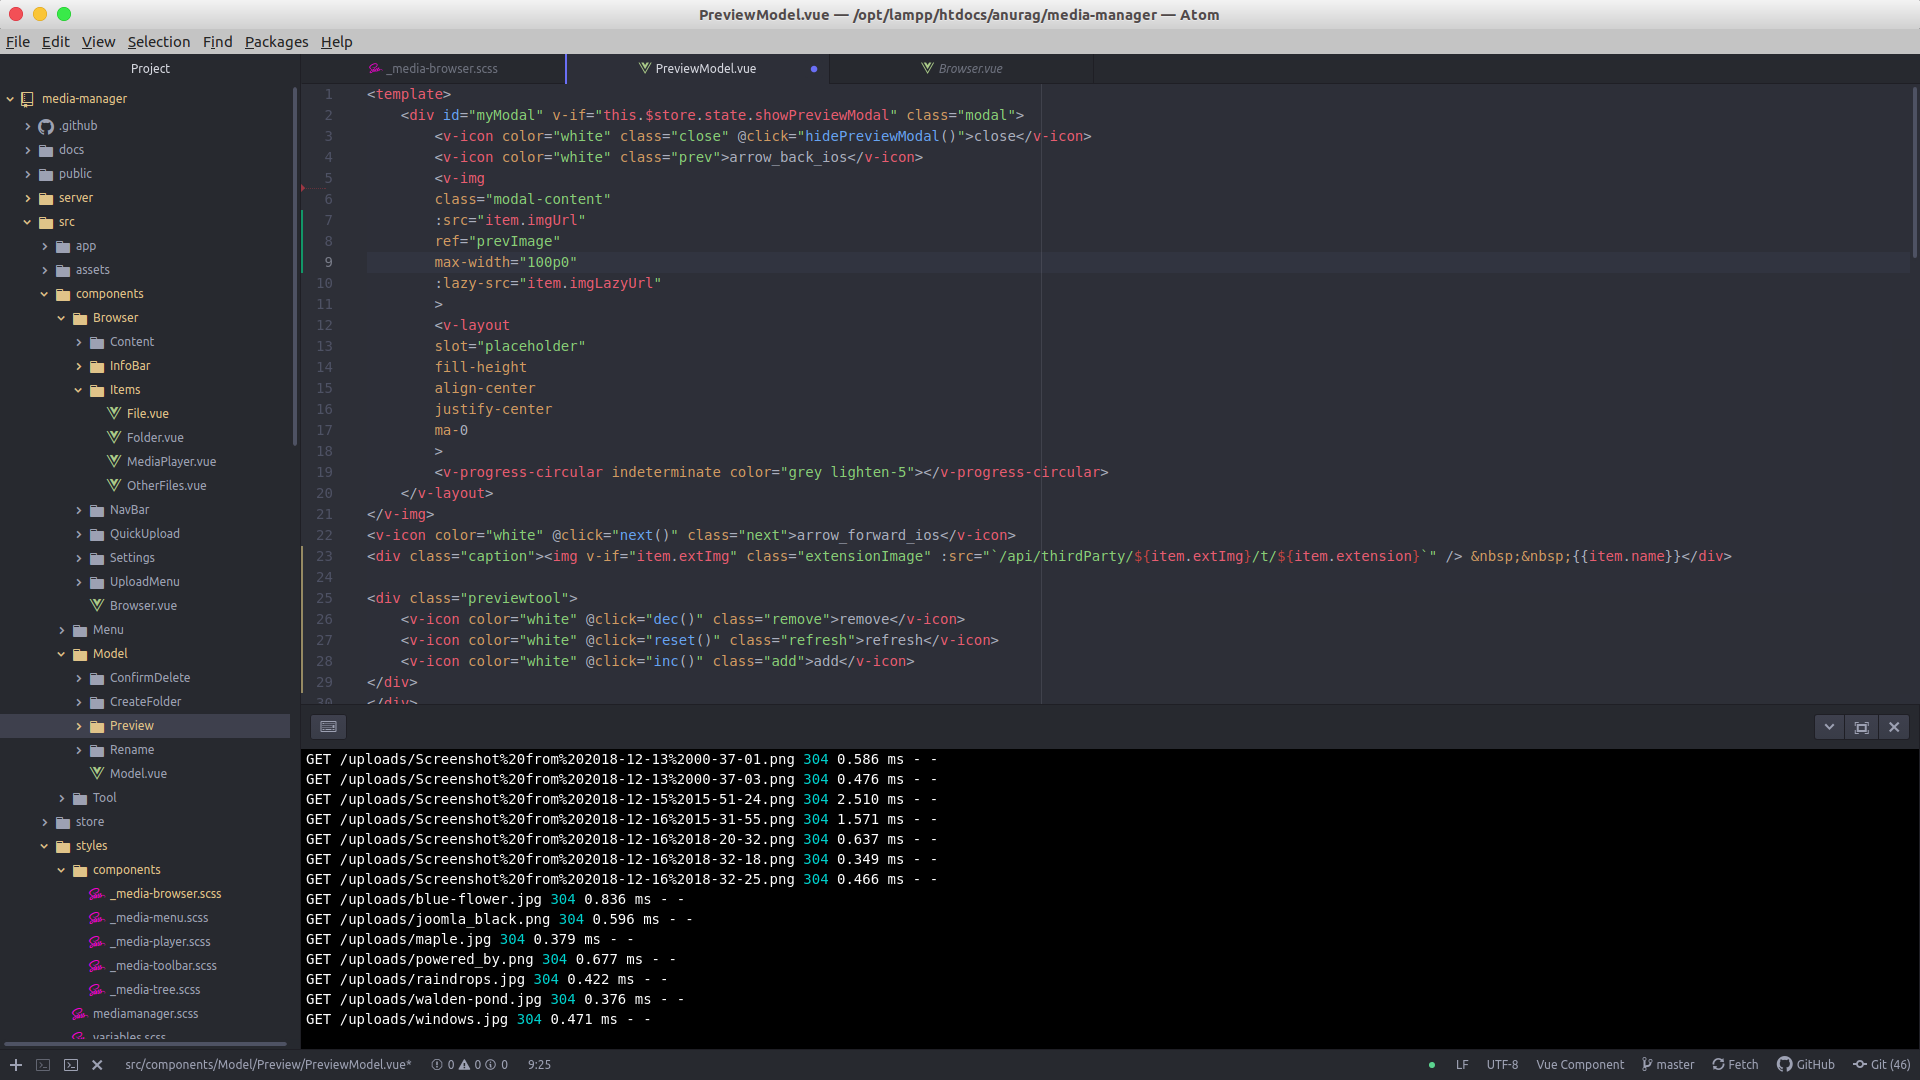 PreviewModel.vue — /opt/lampp/htdocs/anurag/media-manager — Atom
File Edit View Selection Find Packages Help
Project
media-manager
.github
docs
public
server
src
app
assets
components
Browser
Content
InfoBar
Items
File.vue
Folder.vue
MediaPlayer.vue
OtherFiles.vue
NavBar
QuickUpload
Settings
UploadMenu
Browser.vue
Menu
Model
ConfirmDelete
CreateFolder
Preview
Rename
Model.vue
Tool
store
styles
components
_media-browser.scss
_media-menu.scss
_media-player.scss
_media-toolbar.scss
_media-tree.scss
mediamanager.scss
variables.scss
_media-browser.scss PreviewModel.vue Browser.vue
1 <template>
2 <div id="myModal" v-if="this.$store.state.showPreviewModal" class="modal">
3 <v-icon color="white" class="close" @click="hidePreviewModal()">close</v-icon>
4 <v-icon color="white" class="prev">arrow_back_ios</v-icon>
5 <v-img
6 class="modal-content"
7 :src="item.imgUrl"
8 ref="prevImage"
9 max-width="100p0"
10 :lazy-src="item.imgLazyUrl"
11 >
12 <v-layout
13 slot="placeholder"
14 fill-height
15 align-center
16 justify-center
17 ma-0
18 >
19 <v-progress-circular indeterminate color="grey lighten-5"></v-progress-circular>
20 </v-layout>
21 </v-img>
22 <v-icon color="white" @click="next()" class="next">arrow_forward_ios</v-icon>
23 <div class="caption"><img v-if="item.extImg" class="extensionImage" :src="`/api/thirdParty/${item.extImg}/t/${item.extension}`" /> &nbsp;&nbsp;{{item.name}}</div>
24
25 <div class="previewtool">
26 <v-icon color="white" @click="dec()" class="remove">remove</v-icon>
27 <v-icon color="white" @click="reset()" class="refresh">refresh</v-icon>
28 <v-icon color="white" @click="inc()" class="add">add</v-icon>
29 </div>
30 </div>
GET /uploads/Screenshot%20from%202018-12-13%2000-37-01.png 304 0.586 ms - -
GET /uploads/Screenshot%20from%202018-12-13%2000-37-03.png 304 0.476 ms - -
GET /uploads/Screenshot%20from%202018-12-15%2015-51-24.png 304 2.510 ms - -
GET /uploads/Screenshot%20from%202018-12-16%2015-31-55.png 304 1.571 ms - -
GET /uploads/Screenshot%20from%202018-12-16%2018-20-32.png 304 0.637 ms - -
GET /uploads/Screenshot%20from%202018-12-16%2018-32-18.png 304 0.349 ms - -
GET /uploads/Screenshot%20from%202018-12-16%2018-32-25.png 304 0.466 ms - -
GET /uploads/blue-flower.jpg 304 0.836 ms - -
GET /uploads/joomla_black.png 304 0.596 ms - -
GET /uploads/maple.jpg 304 0.379 ms - -
GET /uploads/powered_by.png 304 0.677 ms - -
GET /uploads/raindrops.jpg 304 0.422 ms - -
GET /uploads/walden-pond.jpg 304 0.376 ms - -
GET /uploads/windows.jpg 304 0.471 ms - -
src/components/Model/Preview/PreviewModel.vue* 0 0 0 9:25 LF UTF-8 Vue Component master Fetch GitHub Git (46)